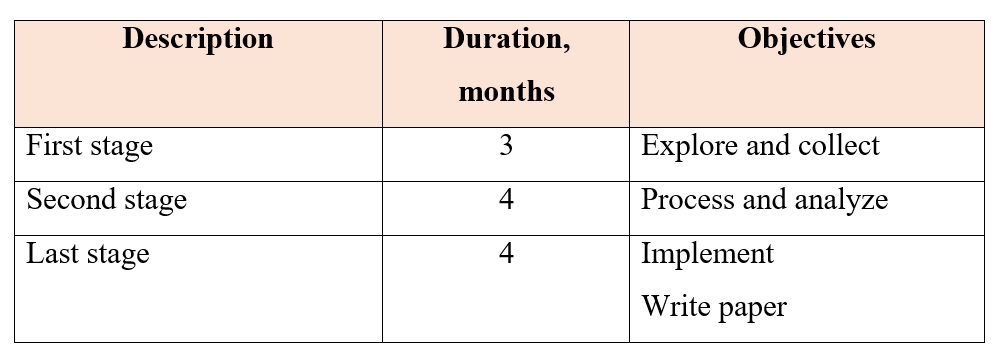 Description Duration, Objectives
months
First stage 3 Explore and collect
Second stage 4 Process and analyze
Last stage 4 Implement
Write paper